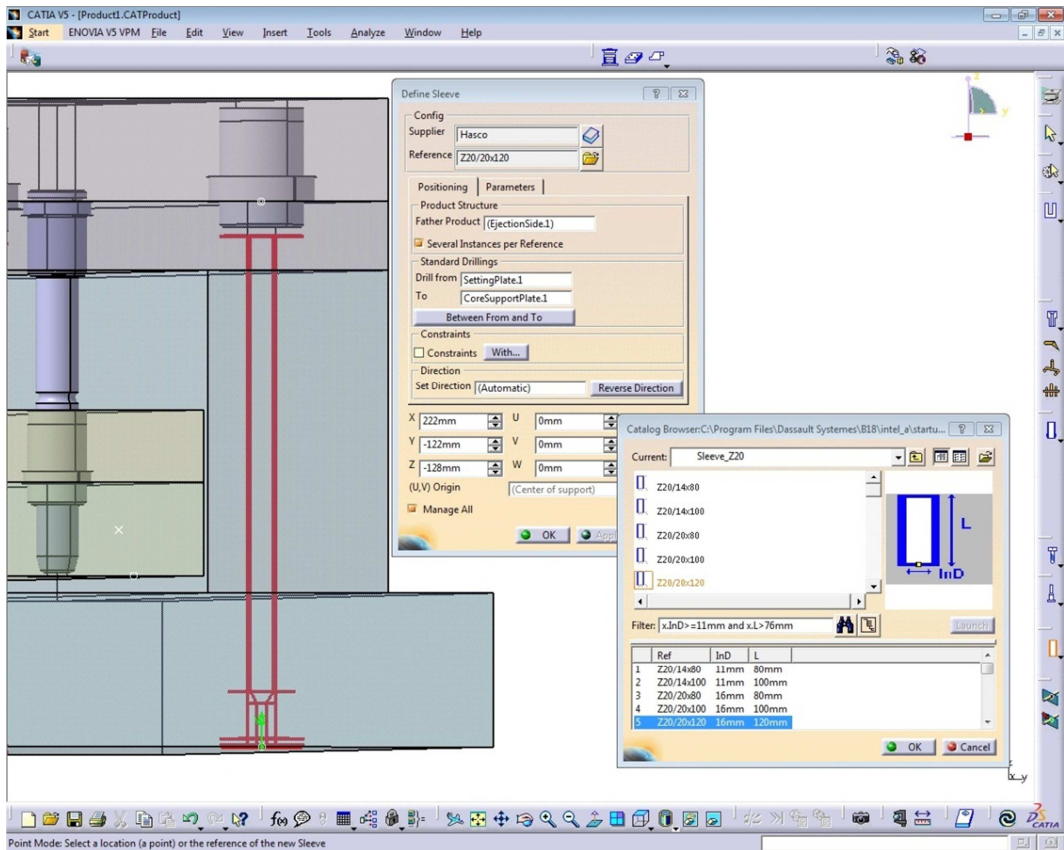 CATIA V5 - [Product1.CATProduct]
Start ENOVIA V5 VPM File Edit View Insert Tools Analyze Window Help
Define Sleeve
Config
Supplier Hasco
Reference Z20/20x120
Positioning Parameters
Product Structure
Father Product (EjectionSide.1)
Several Instances per Reference
Standard Drillings
Drill from SettingPlate.1
To CoreSupportPlate.1
Between From and To
Constraints
Constraints With...
Direction
Set Direction (Automatic) Reverse Direction
X 222mm U 0mm
Y -122mm V 0mm
Z -128mm W 0mm
(U,V) Origin (Center of support)
Manage All
OK Appl
Catalog Browser:C:\Program Files\Dassault Systemes\B18\intel_a\startu...
Current: Sleeve_Z20
Z20/14x80
Z20/14x100
Z20/20x80
Z20/20x100
Z20/20x120
L
InD
Filter: x.InD>=11mm and x.L>76mm Launch
Ref InD L
1 Z20/14x80 11mm 80mm
2 Z20/14x100 11mm 100mm
3 Z20/20x80 16mm 80mm
4 Z20/20x100 16mm 100mm
5 Z20/20x120 16mm 120mm
OK Cancel
z
y
x y
f(x)
CATIA
Point Mode: Select a location (a point) or the reference of the new Sleeve